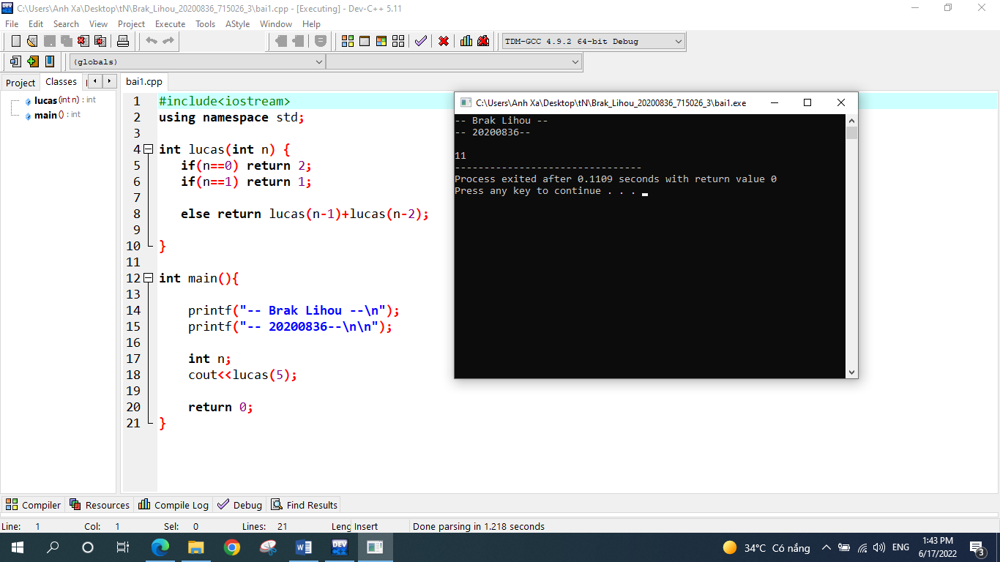 C:\Users\Anh Xa\Desktop\tN\Brak_Lihou_20200836_715026_3\bai1.cpp - [Executing] - Dev-C++ 5.11
File Edit Search View Project Execute Tools AStyle Window Help
TDM-GCC 4.9.2 64-bit Debug
(globals)
Project Classes
bai1.cpp
lucas (int n) : int
main () : int
1 #include<iostream>
2 using namespace std;
3
4 int lucas(int n) {
5 if(n==0) return 2;
6 if(n==1) return 1;
7
8 else return lucas(n-1)+lucas(n-2);
9
10 }
11
12 int main(){
13
14 printf("-- Brak Lihou --\n");
15 printf("-- 20200836--\n\n");
16
17 int n;
18 cout<<lucas(5);
19
20 return 0;
21 }
C:\Users\Anh Xa\Desktop\tN\Brak_Lihou_20200836_715026_3\bai1.exe
-- Brak Lihou --
-- 20200836--
11
--------------------------------
Process exited after 0.1109 seconds with return value 0
Press any key to continue . . .
Compiler Resources Compile Log Debug Find Results
Line: 1 Col: 1 Sel: 0 Lines: 21 Leng Insert Done parsing in 1.218 seconds
DEV
34°C Có nắng ENG
1:43 PM
6/17/2022
3